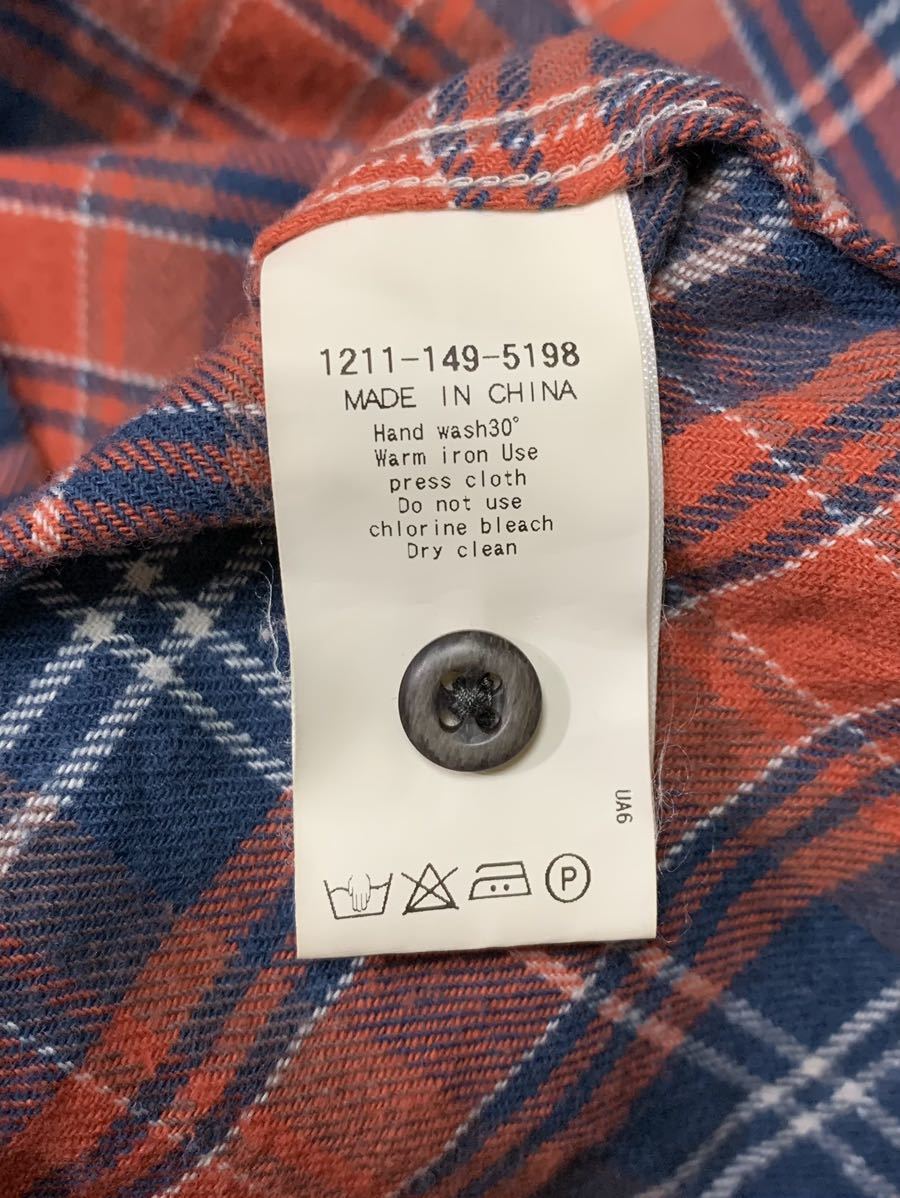 1211-149-5198
MADE IN CHINA
Hand wash30°
Warm iron Use
press cloth
Do not use
chlorine bleach
Dry clean
UA6
P